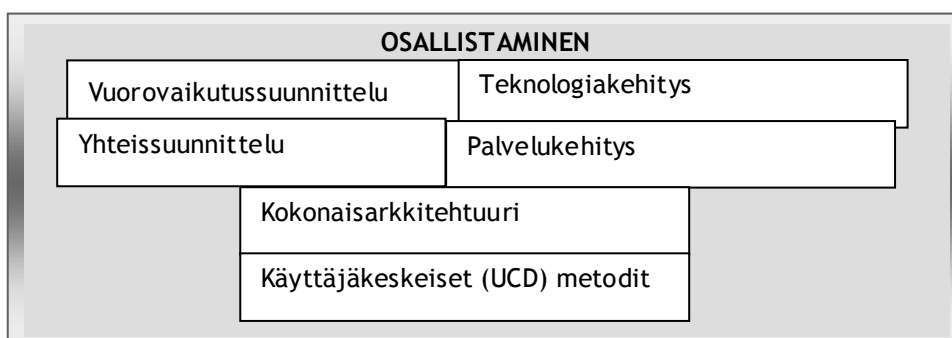 OSALLISTAMINEN
Vuorovaikutussuunnittelu
Teknologiakehitys
Yhteissuunnittelu
Palvelukehitys
Kokonaisarkkitehtuuri
Käyttäjäkeskeiset (UCD) metodit